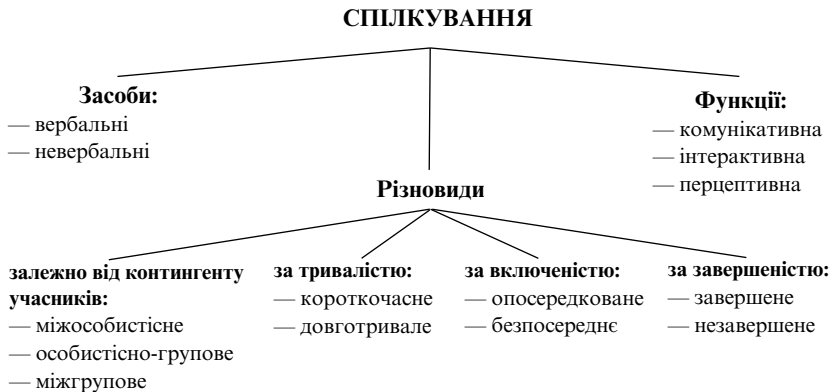 СПІЛКУВАННЯ
Засоби:
— вербальні
— невербальні
Функції:
— комунікативна
— інтерактивна
— перцептивна
Різновиди
залежно від контингенту
учасників:
— міжособистісне
— особистісно-групове
— міжгрупове
за тривалістю:
— короткочасне
— довготривале
за включеністю:
— опосередковане
— безпосереднє
за завершеністю:
— завершене
— незавершене